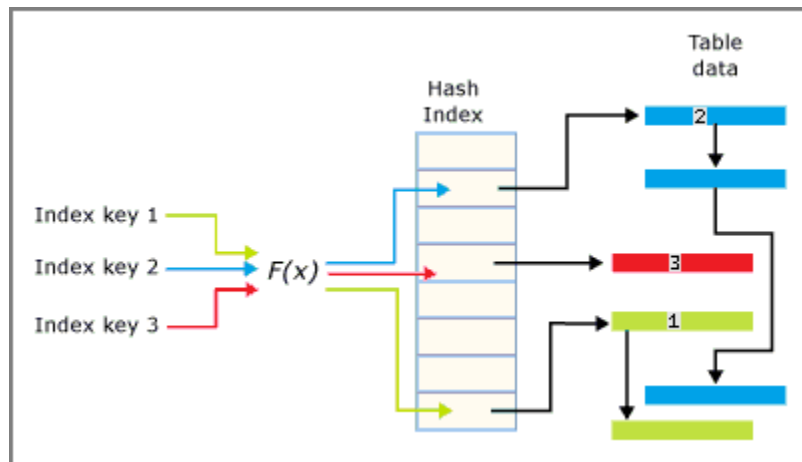 Table
data
Hash
Index
2
Index key 1
Index key 2
F(x)
3
Index key 3
1